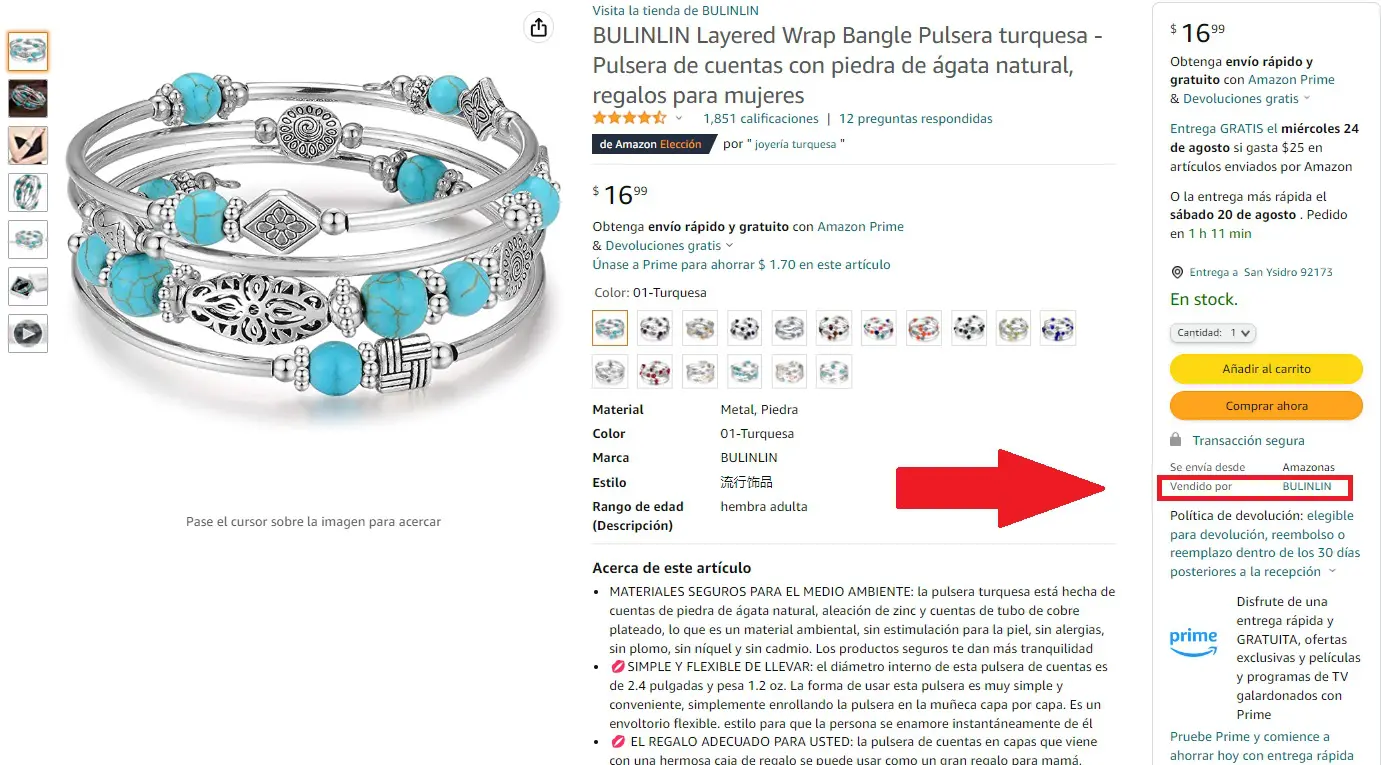 Visita la tienda de BULINLIN
BULINLIN Layered Wrap Bangle Pulsera turquesa -
Pulsera de cuentas con piedra de ágata natural,
regalos para mujeres
1,851 calificaciones | 12 preguntas respondidas
de Amazon Elección por " joyería turquesa "
$ 16 99
Obtenga envío rápido y gratuito con Amazon Prime
& Devoluciones gratis
Únase a Prime para ahorrar $ 1.70 en este artículo
Color: 01-Turquesa
Material Metal, Piedra
Color 01-Turquesa
Marca BULINLIN
Estilo 流行饰品
Rango de edad hembra adulta
(Descripción)
Acerca de este artículo
• MATERIALES SEGUROS PARA EL MEDIO AMBIENTE: la pulsera turquesa está hecha de
cuentas de piedra de ágata natural, aleación de zinc y cuentas de tubo de cobre
plateado, lo que es un material ambiental, sin estimulación para la piel, sin alergias,
sin plomo, sin níquel y sin cadmio. Los productos seguros te dan más tranquilidad
• 💋SIMPLE Y FLEXIBLE DE LLEVAR: el diámetro interno de esta pulsera de cuentas es
de 2.4 pulgadas y pesa 1.2 oz. La forma de usar esta pulsera es muy simple y
conveniente, simplemente enrollando la pulsera en la muñeca capa por capa. Es un
envoltorio flexible. estilo para que la persona se enamore instantáneamente de él
• 💋 EL REGALO ADECUADO PARA USTED: la pulsera de cuentas en capas que viene
con una hermosa caja de regalo se puede usar como un gran regalo para mamá,
Pase el cursor sobre la imagen para acercar
$ 16 99
Obtenga envío rápido y
gratuito con Amazon Prime
& Devoluciones gratis
Entrega GRATIS el miércoles 24
de agosto si gasta $25 en
artículos enviados por Amazon
O la entrega más rápida el
sábado 20 de agosto . Pedido
en 1 h 11 min
Entrega a San Ysidro 92173
En stock.
Cantidad: 1
Añadir al carrito
Comprar ahora
Transacción segura
Se envía desde Amazonas
Vendido por BULINLIN
Política de devolución: elegible
para devolución, reembolso o
reemplazo dentro de los 30 días
posteriores a la recepción
prime
Disfrute de una
entrega rápida y
GRATUITA, ofertas
exclusivas y películas
y programas de TV
galardonados con
Prime
Pruebe Prime y comience a
ahorrar hoy con entrega rápida